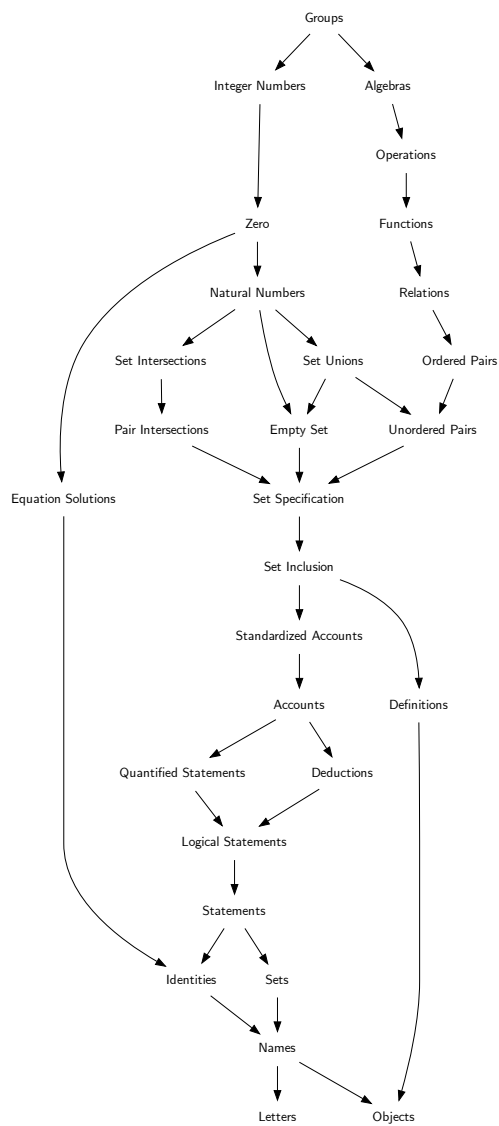 Groups
Integer Numbers
Algebras
Operations
Zero
Functions
Natural Numbers
Relations
Set Intersections
Set Unions
Ordered Pairs
Pair Intersections
Empty Set
Unordered Pairs
Equation Solutions
Set Specification
Set Inclusion
Standardized Accounts
Accounts
Definitions
Quantified Statements
Deductions
Logical Statements
Statements
Identities
Sets
Names
Letters
Objects